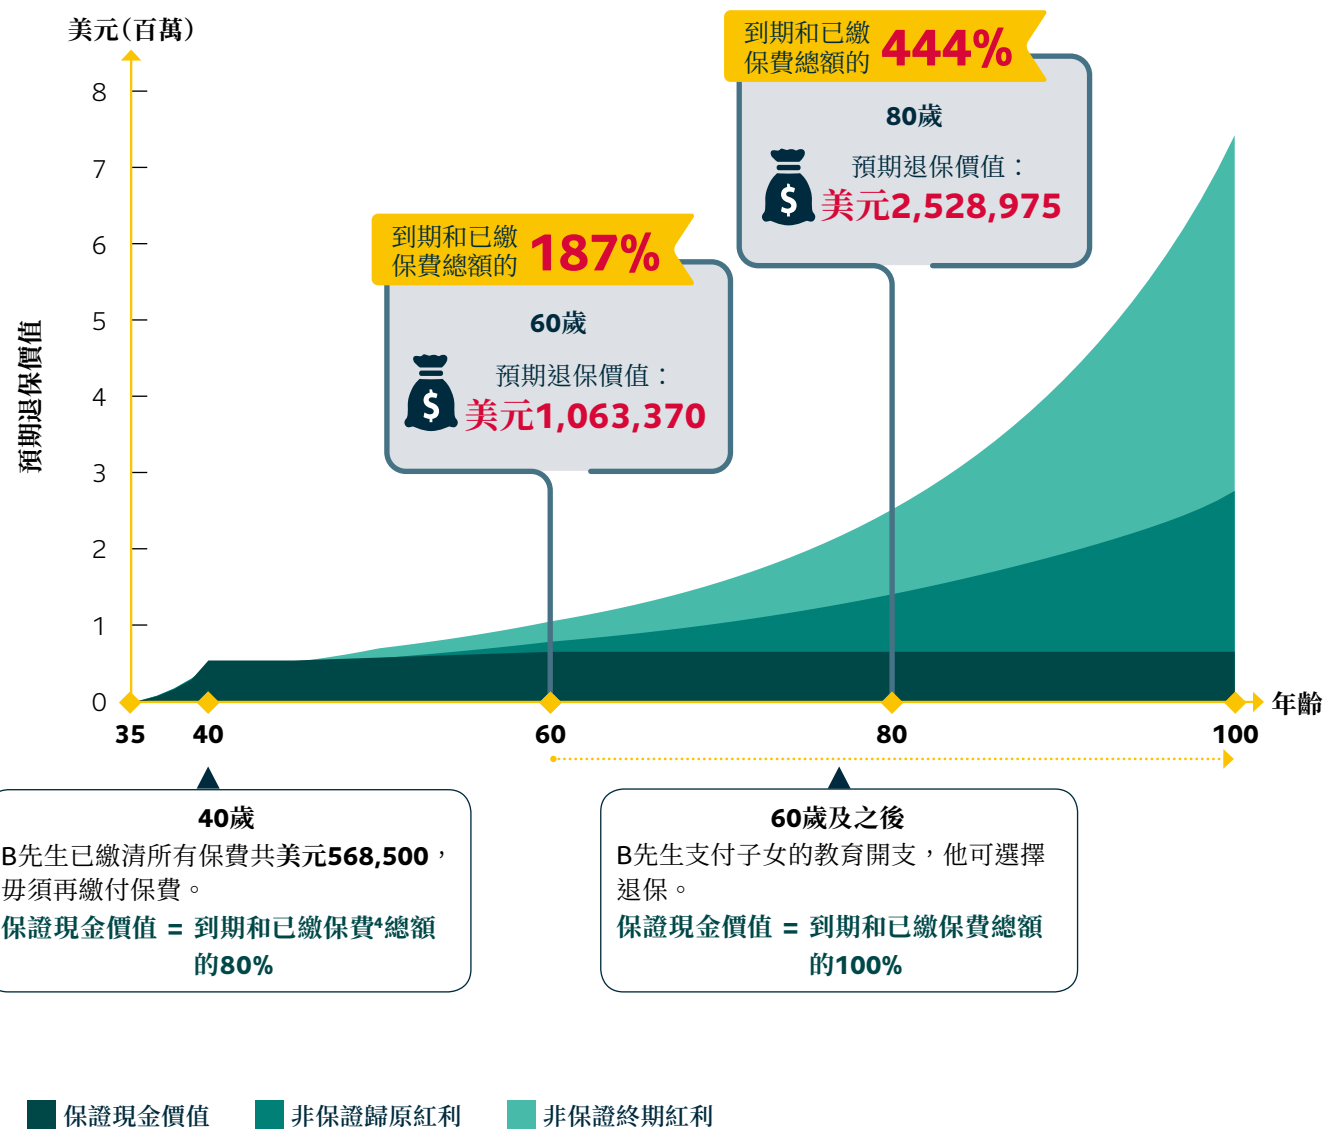 美元（百萬）
預期退保價值
8
7
6
5
4
3
2
1
0
到期和已繳
保費總額的 187%
60歲
預期退保價值：
美元1,063,370
到期和已繳
保費總額的 444%
80歲
預期退保價值：
美元2,528,975
35 40 60 80 100
年齡
40歲
B先生已繳清所有保費共美元568,500，
毋須再繳付保費。
保證現金價值 = 到期和已繳保費⁴總額
的80%
60歲及之後
B先生支付子女的教育開支，他可選擇
退保。
保證現金價值 = 到期和已繳保費總額
的100%
保證現金價值 非保證歸原紅利 非保證終期紅利